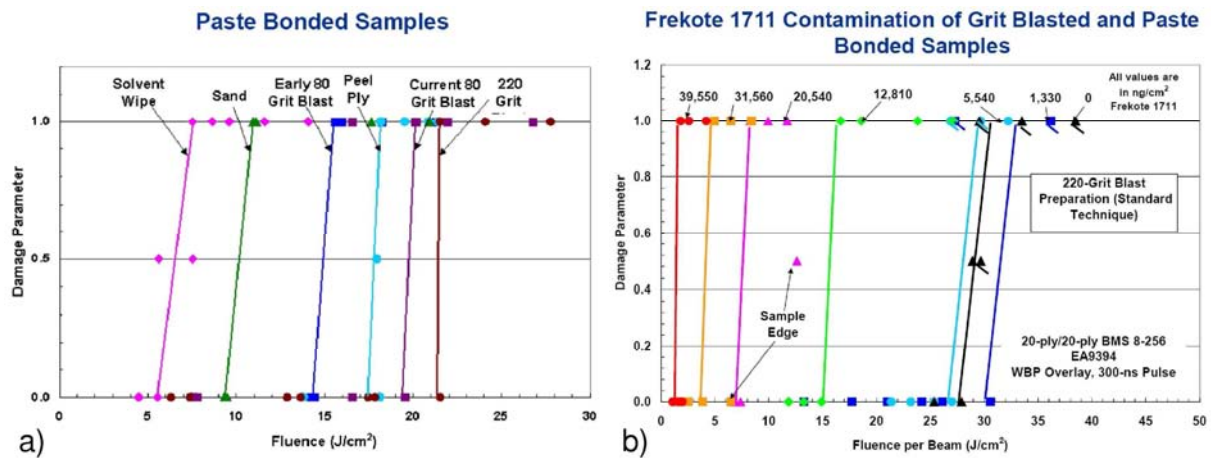 Paste Bonded Samples
Solvent
Wipe
Sand
Early 80
Grit Blast
Peel
Ply
Current 80
Grit Blast
220
Grit
Damage Parameter
1.0
0.5
0.0
0
5
10
15
20
25
30
Fluence (J/cm²)
a)
Frekote 1711 Contamination of Grit Blasted and Paste
Bonded Samples
39,550
31,560
20,540
12,810
5,540
1,330
0
All values are
in ng/cm²
Frekote 1711
220-Grit Blast
Preparation (Standard
Technique)
Sample
Edge
20-ply/20-ply BMS 8-256
EA9394
WBP Overlay, 300-ns Pulse
Damage Parameter
1.2
1.0
0.8
0.6
0.4
0.2
0.0
0
5
10
15
20
25
30
35
40
45
50
Fluence per Beam (J/cm²)
b)